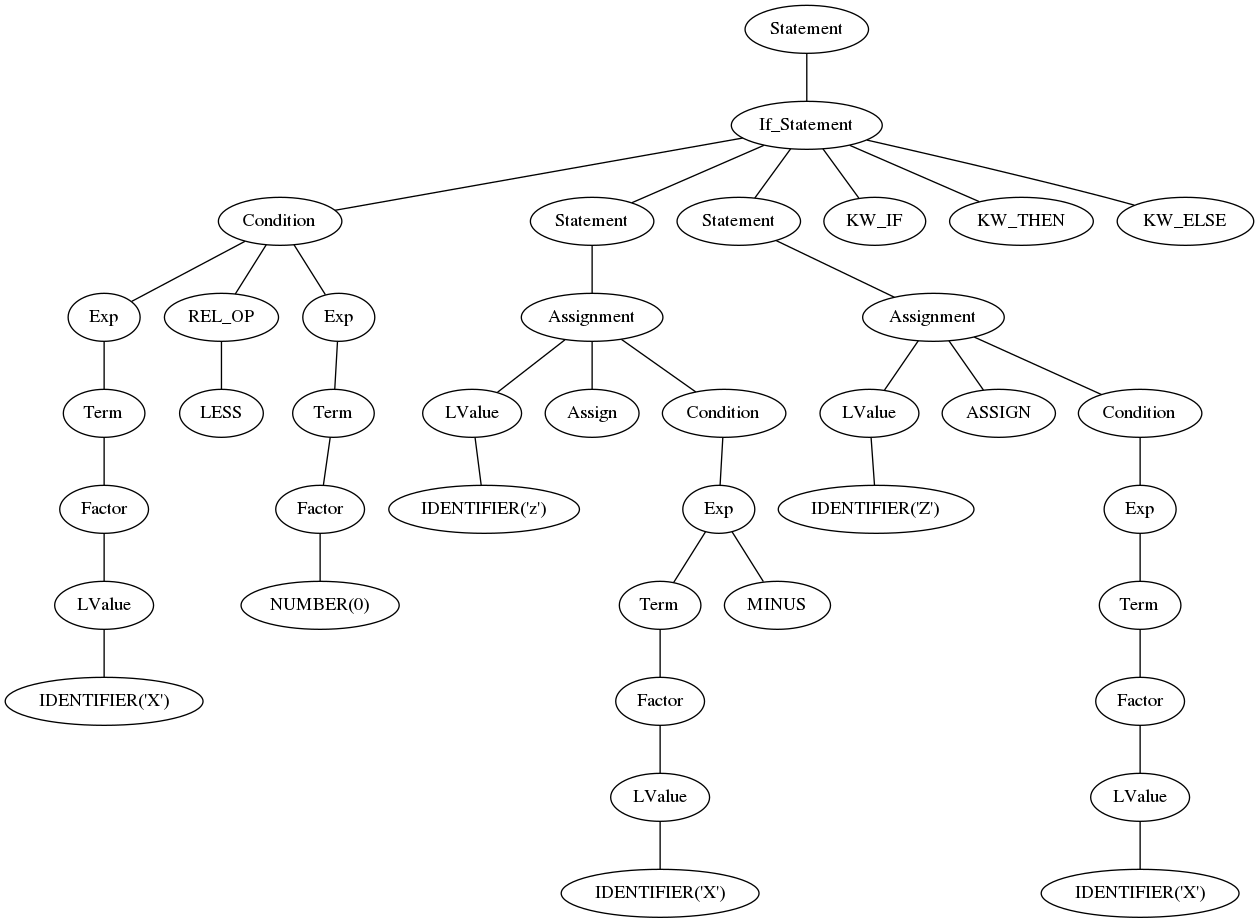 Statement
If_Statement
Condition Statement Statement KW_IF KW_THEN KW_ELSE
Exp REL_OP Exp Assignment Assignment
Term LESS Term LValue Assign Condition LValue ASSIGN Condition
Factor Factor IDENTIFIER('z') Exp IDENTIFIER('Z') Exp
LValue NUMBER(0) Term MINUS Term
IDENTIFIER('X') Factor Factor
LValue LValue
IDENTIFIER('X') IDENTIFIER('X')